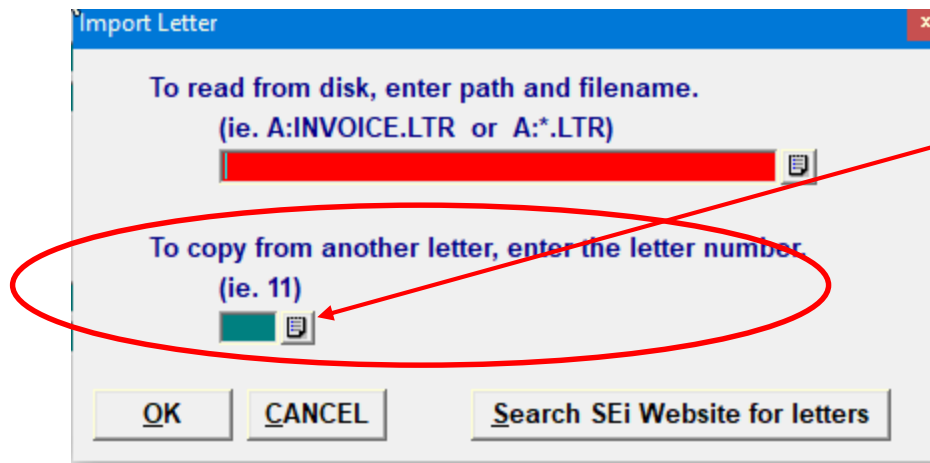 Import Letter
x
To read from disk, enter path and filename.
(ie. A:INVOICE.LTR or A:*.LTR)
To copy from another letter, enter the letter number.
(ie. 11)
OK CANCEL Search SEi Website for letters